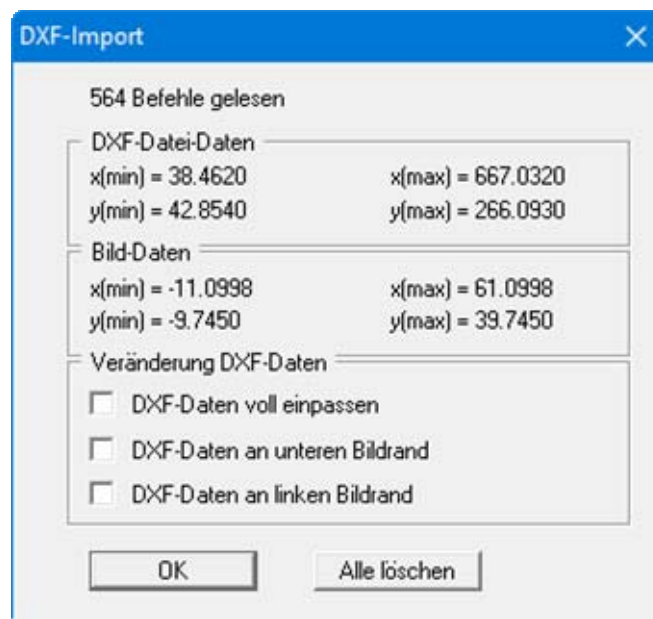 DXF-Import
564 Befehle gelesen
DXF-Datei-Daten
x(min) = 38.4620 x(max) = 667.0320
y(min) = 42.8540 y(max) = 266.0930
Bild-Daten
x(min) = -11.0998 x(max) = 61.0998
y(min) = -9.7450 y(max) = 39.7450
Veränderung DXF-Daten
DXF-Daten voll einpassen
DXF-Daten an unteren Bildrand
DXF-Daten an linken Bildrand
OK Alle löschen